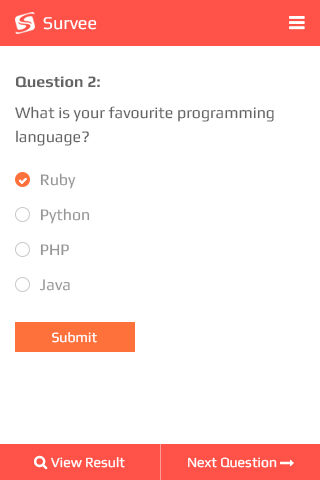 Survee
Question 2:
What is your favourite programming
language?
Ruby
Python
PHP
Java
Submit
View Result
Next Question